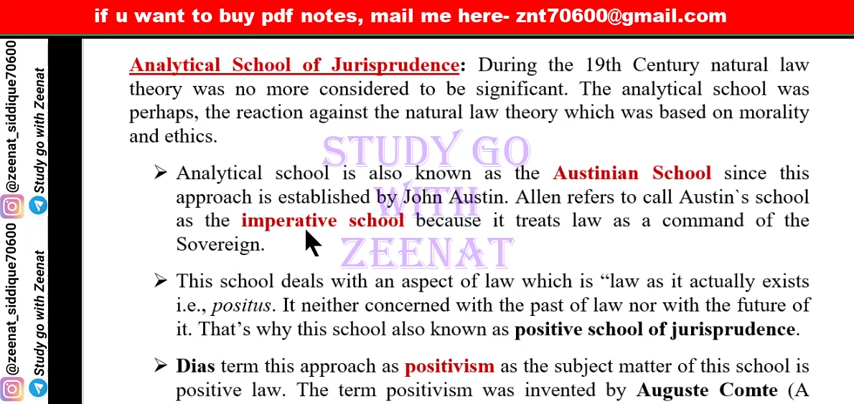 if u want to buy pdf notes, mail me here- znt70600@gmail.com
Analytical School of Jurisprudence: During the 19th Century natural law
theory was no more considered to be significant. The analytical school was
perhaps, the reaction against the natural law theory which was based on morality
and ethics.
➢ Analytical school is also known as the Austinian School since this
approach is established by John Austin. Allen refers to call Austin`s school
as the imperative school because it treats law as a command of the
Sovereign.
➢ This school deals with an aspect of law which is “law as it actually exists
i.e., positus. It neither concerned with the past of law nor with the future of
it. That’s why this school also known as positive school of jurisprudence.
➢ Dias term this approach as positivism as the subject matter of this school is
positive law. The term positivism was invented by Auguste Comte (A
STUDY GO
WITH
ZEENAT
@zeenat_siddique70600
Study go with Zeenat
@zeenat_siddique70600
Study go with Zeenat